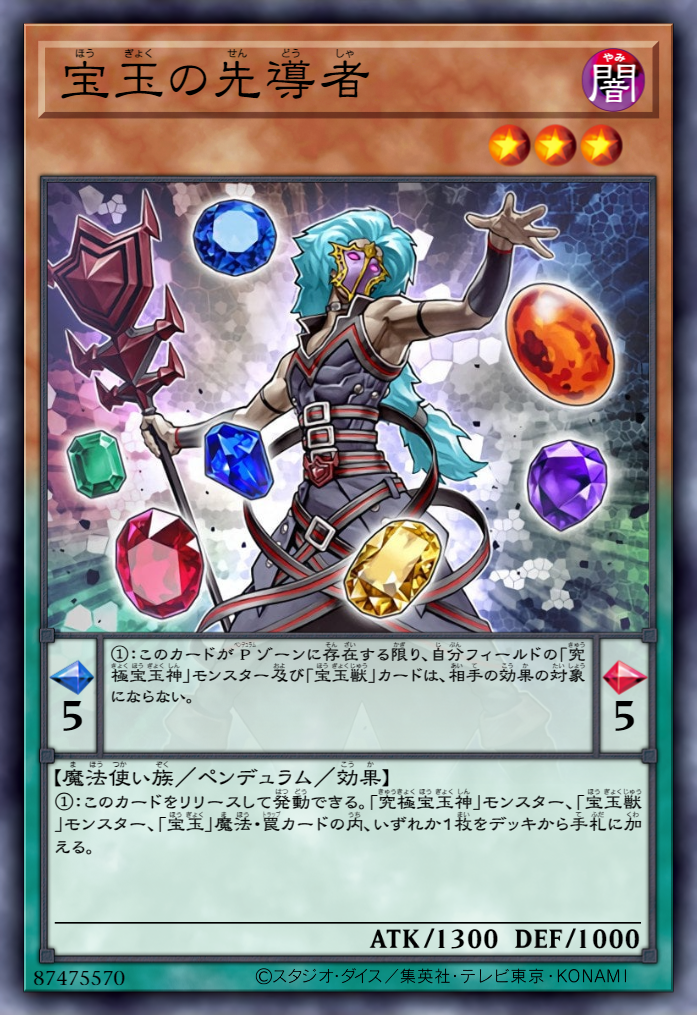 宝玉の先導者
闇
①:このカードがPゾーンに存在する限り、自分フィールドの「究
極宝玉神」モンスター及び「宝玉獣」カードは、相手の効果の対象
にならない。
5
5
【魔法使い族/ペンデュラム/効果】
①:このカードをリリースして発動できる。「究極宝玉神」モンスター、「宝玉獣
」モンスター、「宝玉」魔法・罠カードの内、いずれか1枚をデッキから手札に加
える。
ATK/1300 DEF/1000
87475570 ©スタジオ・ダイス/集英社・テレビ東京・KONAMI